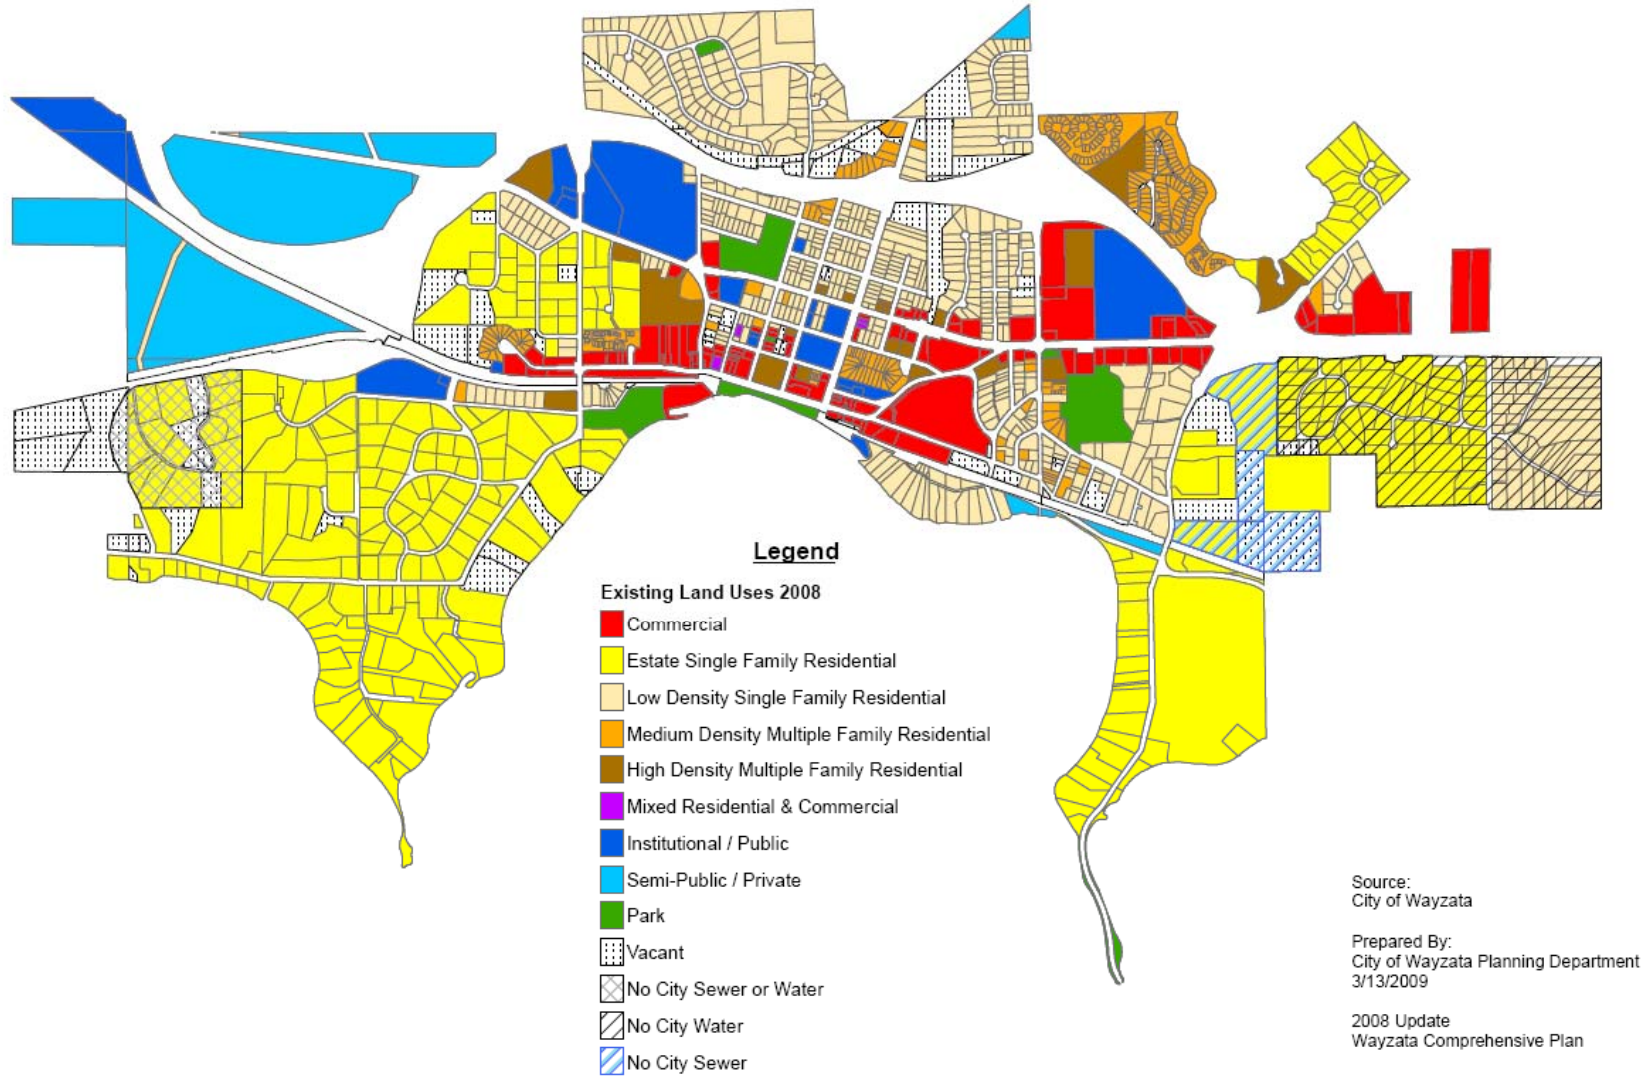 Legend
Existing Land Uses 2008
Commercial
Estate Single Family Residential
Low Density Single Family Residential
Medium Density Multiple Family Residential
High Density Multiple Family Residential
Mixed Residential & Commercial
Institutional / Public
Semi-Public / Private
Park
Vacant
No City Sewer or Water
No City Water
No City Sewer
Source:
City of Wayzata
Prepared By:
City of Wayzata Planning Department
3/13/2009
2008 Update
Wayzata Comprehensive Plan